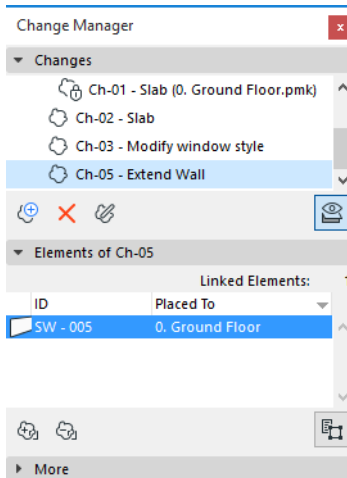 Change Manager
Changes
Ch-01 - Slab (0. Ground Floor.pmk)
Ch-02 - Slab
Ch-03 - Modify window style
Ch-05 - Extend Wall
Elements of Ch-05
Linked Elements:
ID Placed To
SW - 005 0. Ground Floor
More